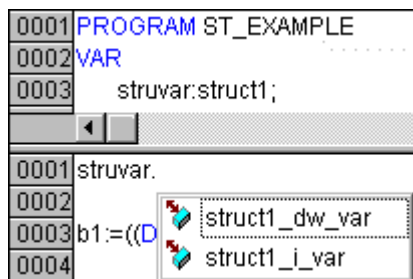 0001 PROGRAM ST_EXAMPLE
0002 VAR
0003 struvar:struct1;
0001 struvar.
0002
struct1_dw_var
0003 b1:=((D
struct1_i_var
0004